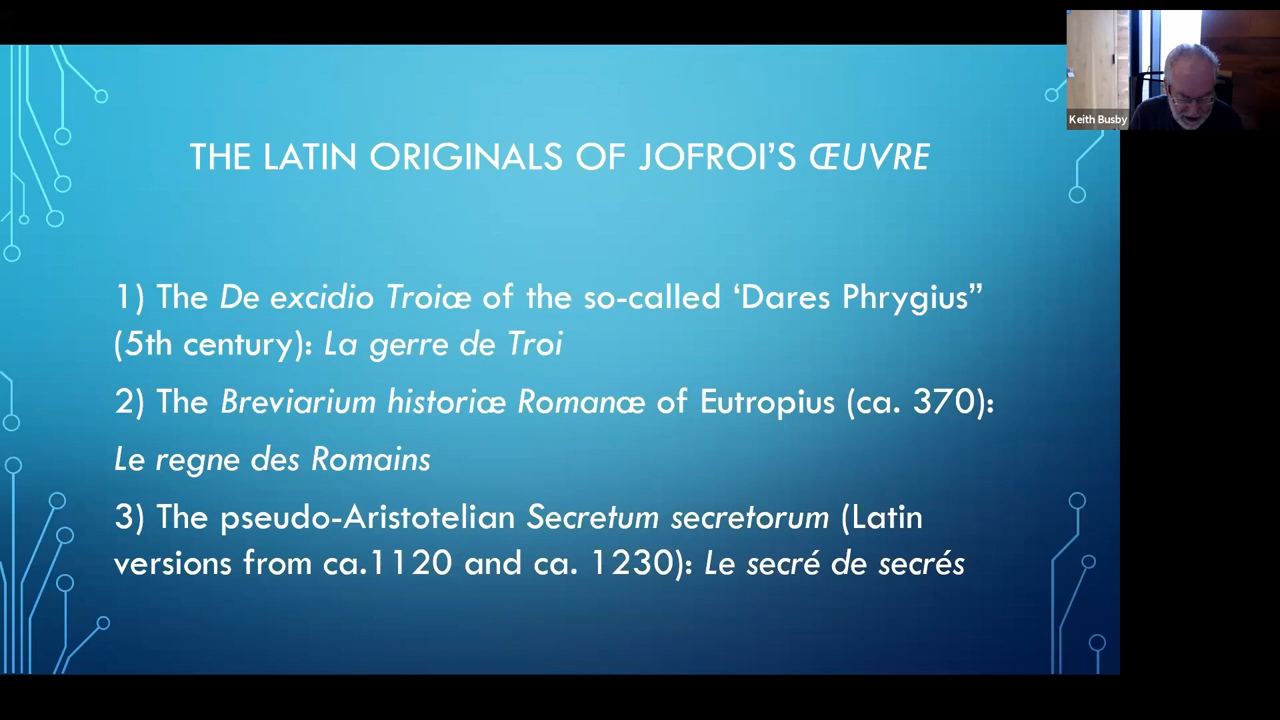 Keith Busby
THE LATIN ORIGINALS OF JOFROI’S ŒUVRE
1) The De excidio Troiæ of the so-called ‘Dares Phrygius”
(5th century): La gerre de Troi
2) The Breviarium historiæ Romanæ of Eutropius (ca. 370):
Le regne des Romains
3) The pseudo-Aristotelian Secretum secretorum (Latin
versions from ca.1120 and ca. 1230): Le secré de secrés